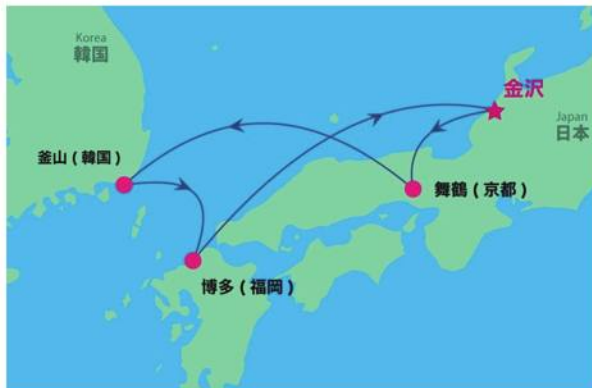 Korea
韓国
金沢
Japan
日本
釜山 ( 韓国 )
舞鶴 ( 京都 )
博多 ( 福岡 )